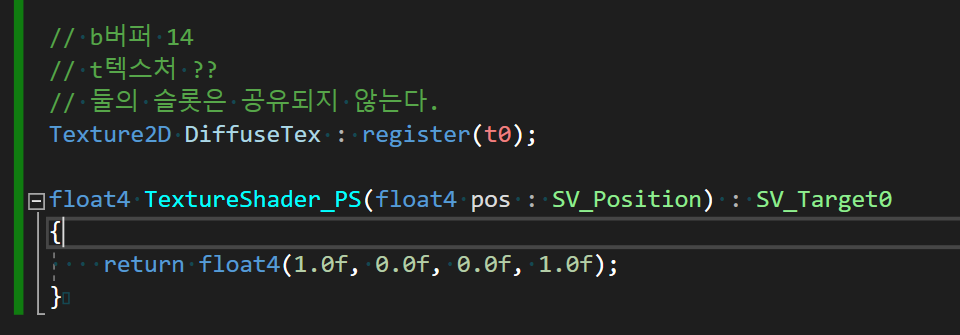 // b버퍼 14
// t텍스처 ??
// 둘의 슬롯은 공유되지 않는다.
Texture2D DiffuseTex : register(t0);
float4 TextureShader_PS(float4 pos : SV_Position) : SV_Target0
{
return float4(1.0f, 0.0f, 0.0f, 1.0f);
}